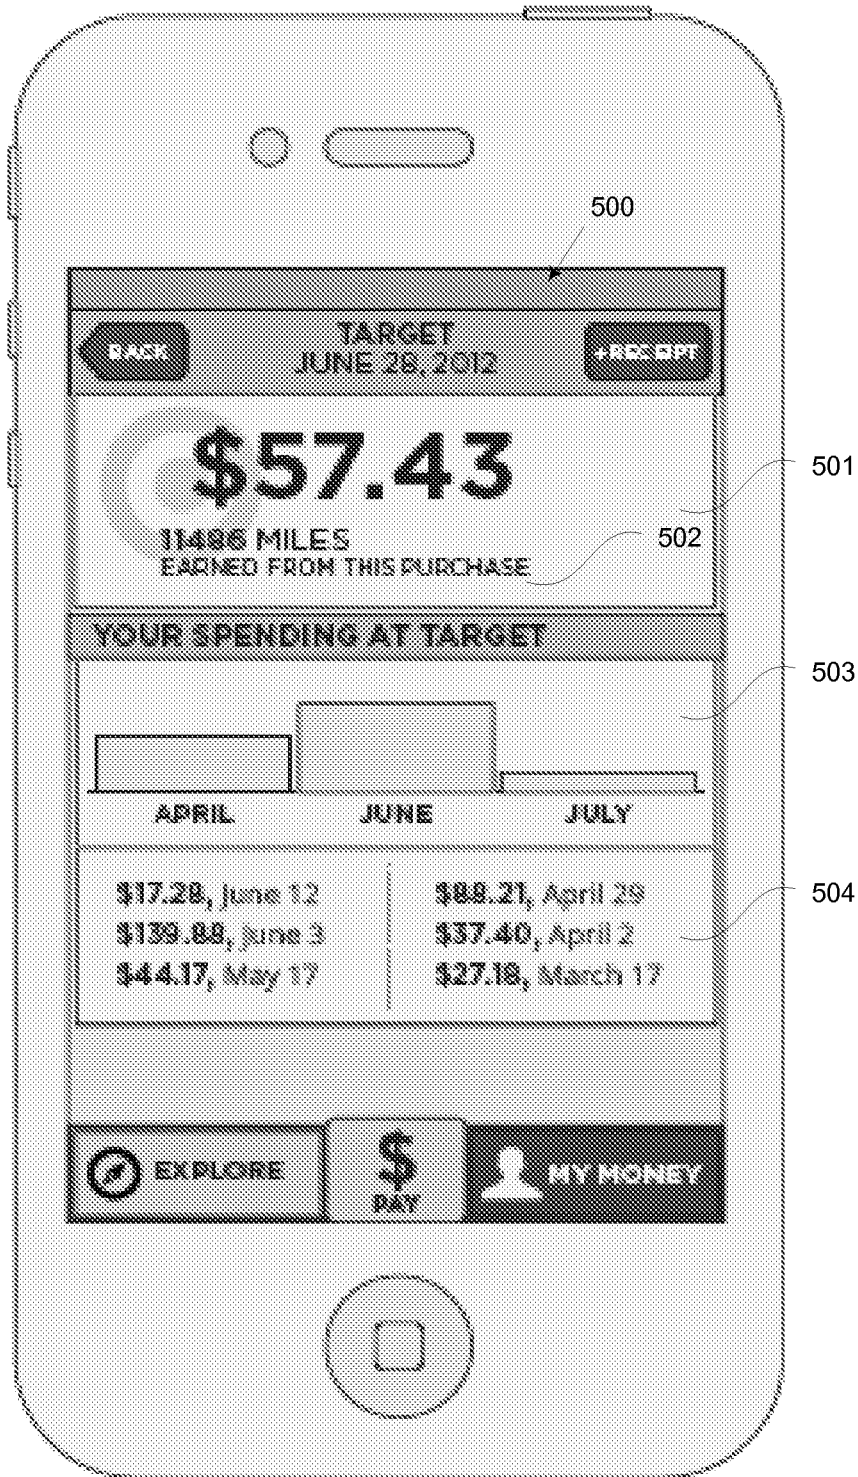 500
BACK
TARGET
JUNE 28, 2012
+RECEIPT
$57.43
501
11486 MILES
502
EARNED FROM THIS PURCHASE
YOUR SPENDING AT TARGET
503
APRIL JUNE JULY
$17.28, June 12 $88.21, April 29
504
$139.88, June 3 $37.40, April 2
$44.17, May 17 $27.18, March 17
EXPLORE
$
PAY
MY MONEY